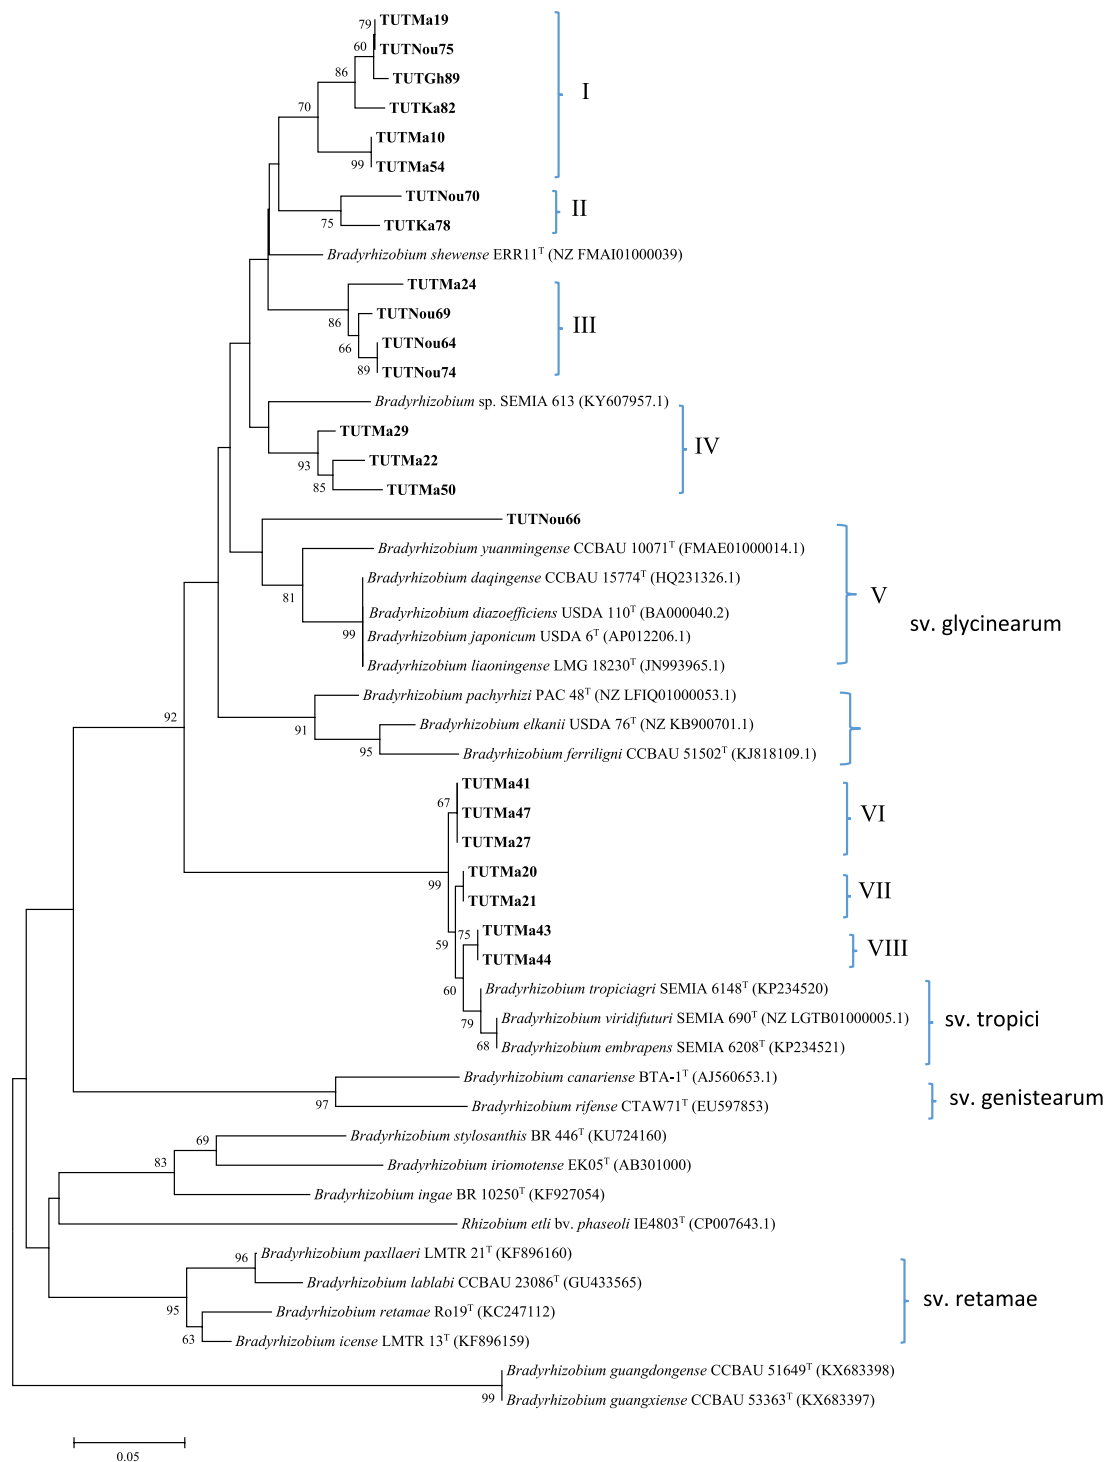 79 TUTMa19
60 TUTNou75
86 TUTGh89
I
70 TUTKa82
TUTMa10
99 TUTMa54
TUTNou70
II
75 TUTKa78
Bradyrhizobium shewense ERR11T (NZ FMAI01000039)
TUTMa24
86 TUTNou69
III
66 TUTNou64
89 TUTNou74
Bradyrhizobium sp. SEMIA 613 (KY607957.1)
TUTMa29
IV
93 TUTMa22
85 TUTMa50
TUTNou66
Bradyrhizobium yuanmingense CCBAU 10071T (FMAE01000014.1)
Bradyrhizobium daqingense CCBAU 15774T (HQ231326.1)
81 V
Bradyrhizobium diazoefficiens USDA 110T (BA000040.2)
sv. glycinearum
99 Bradyrhizobium japonicum USDA 6T (AP012206.1)
Bradyrhizobium liaoningense LMG 18230T (JN993965.1)
Bradyrhizobium pachyrhizi PAC 48T (NZ LFIQ01000053.1)
92
91 Bradyrhizobium elkanii USDA 76T (NZ KB900701.1)
95 Bradyrhizobium ferriligni CCBAU 51502T (KJ818109.1)
TUTMa41
67 TUTMa47
VI
TUTMa27
TUTMa20
99 VII
TUTMa21
75 TUTMa43
59 VIII
TUTMa44
60 Bradyrhizobium tropiciagri SEMIA 6148T (KP234520)
79 Bradyrhizobium viridifuturi SEMIA 690T (NZ LGTB01000005.1)
sv. tropici
68 Bradyrhizobium embrapens SEMIA 6208T (KP234521)
Bradyrhizobium canariense BTA-1T (AJ560653.1)
sv. genistearum
97 Bradyrhizobium rifense CTAW71T (EU597853)
69 Bradyrhizobium stylosanthis BR 446T (KU724160)
83 Bradyrhizobium iriomotense EK05T (AB301000)
Bradyrhizobium ingae BR 10250T (KF927054)
Rhizobium etli bv. phaseoli IE4803T (CP007643.1)
96 Bradyrhizobium paxllaeri LMTR 21T (KF896160)
Bradyrhizobium lablabi CCBAU 23086T (GU433565)
sv. retamae
95 Bradyrhizobium retamae Ro19T (KC247112)
63 Bradyrhizobium icense LMTR 13T (KF896159)
Bradyrhizobium guangdongense CCBAU 51649T (KX683398)
99 Bradyrhizobium guangxiense CCBAU 53363T (KX683397)
0.05